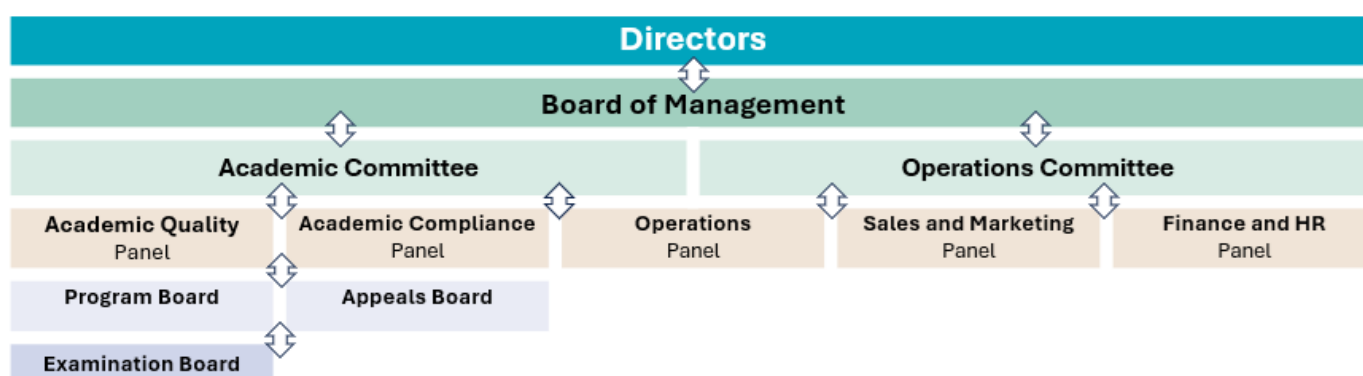 Directors
Board of Management
Academic Committee
Operations Committee
Academic Quality
Panel
Academic Compliance
Panel
Operations
Panel
Sales and Marketing
Panel
Finance and HR
Panel
Program Board
Appeals Board
Examination Board